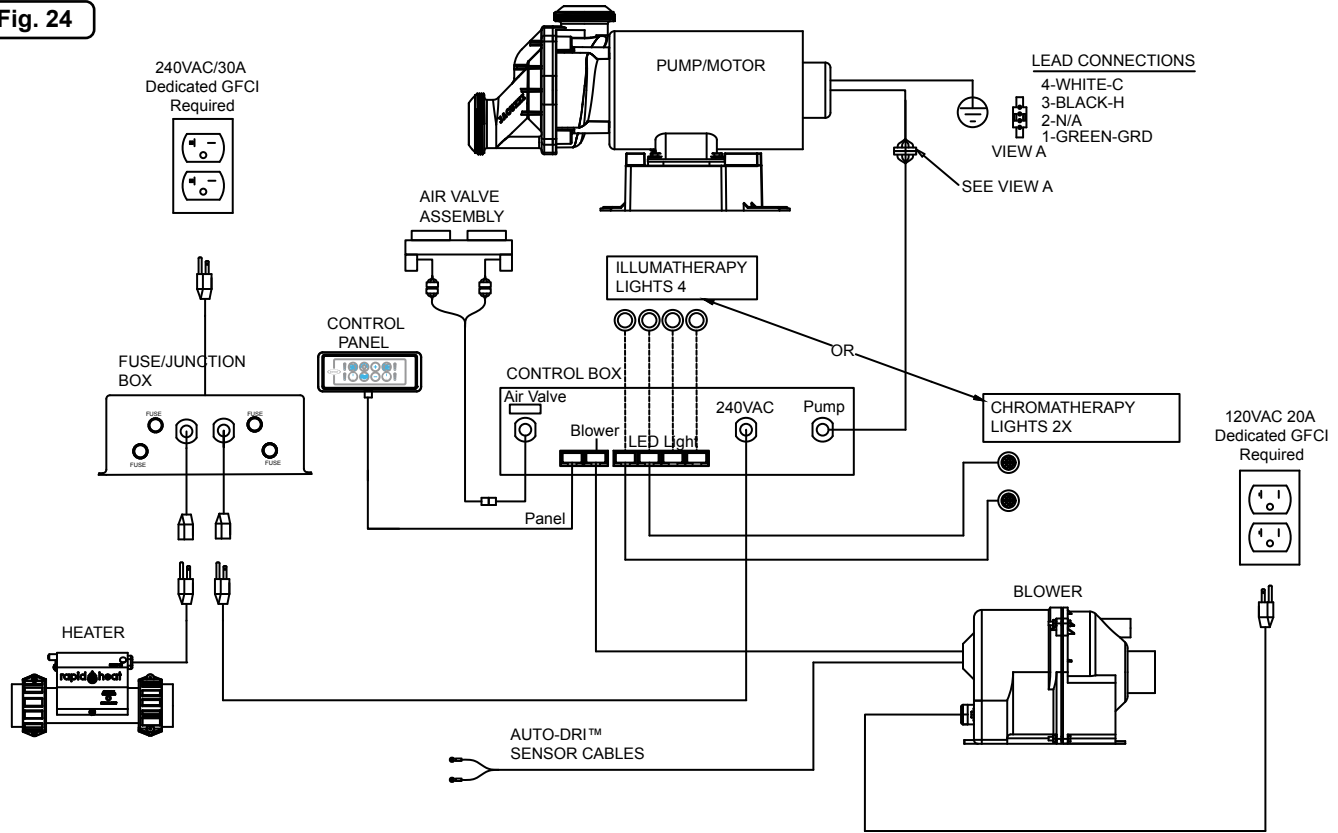 Fig. 24
240VAC/30A
Dedicated GFCI
Required
PUMP/MOTOR
JACUZZI
LEAD CONNECTIONS
4-WHITE-C
3-BLACK-H
2-N/A
1-GREEN-GRD
VIEW A
SEE VIEW A
AIR VALVE
ASSEMBLY
ILLUMATHERAPY
LIGHTS 4
OR
CONTROL
PANEL
FUSE/JUNCTION
BOX
FUSE
FUSE
FUSE
FUSE
CONTROL BOX
Air Valve
Blower
LED Light
240VAC
Pump
Panel
CHROMATHERAPY
LIGHTS 2X
120VAC 20A
Dedicated GFCI
Required
HEATER
rapid heat
BLOWER
AUTO-DRI™
SENSOR CABLES